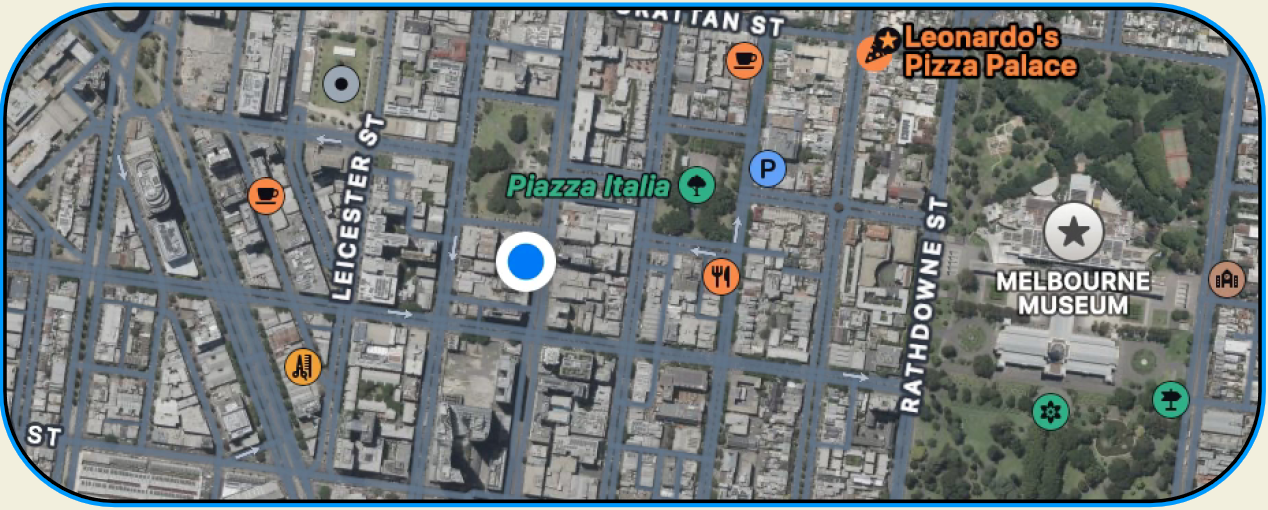 GRATTAN ST
Leonardo's
Pizza Palace
LEICESTER ST
P
Piazza Italia
RATHDOWNE ST
MELBOURNE
MUSEUM
ST